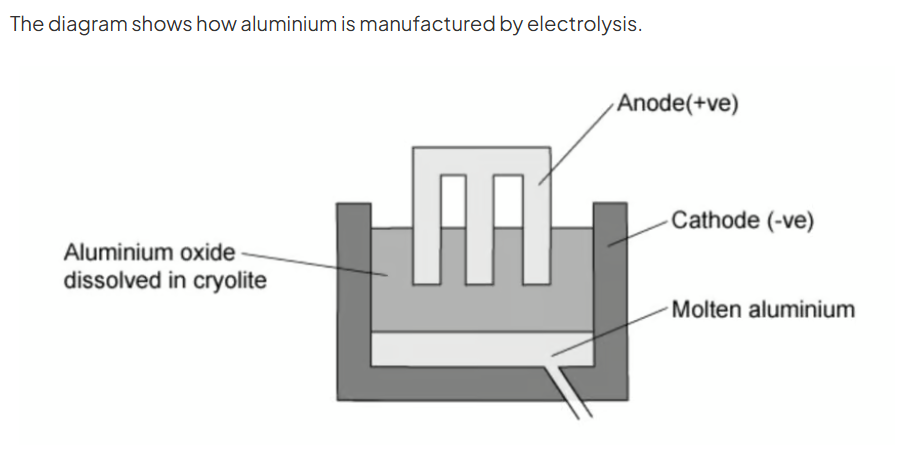 The diagram shows how aluminium is manufactured by electrolysis.
Anode(+ve)
Cathode (-ve)
Aluminium oxide
dissolved in cryolite
Molten aluminium